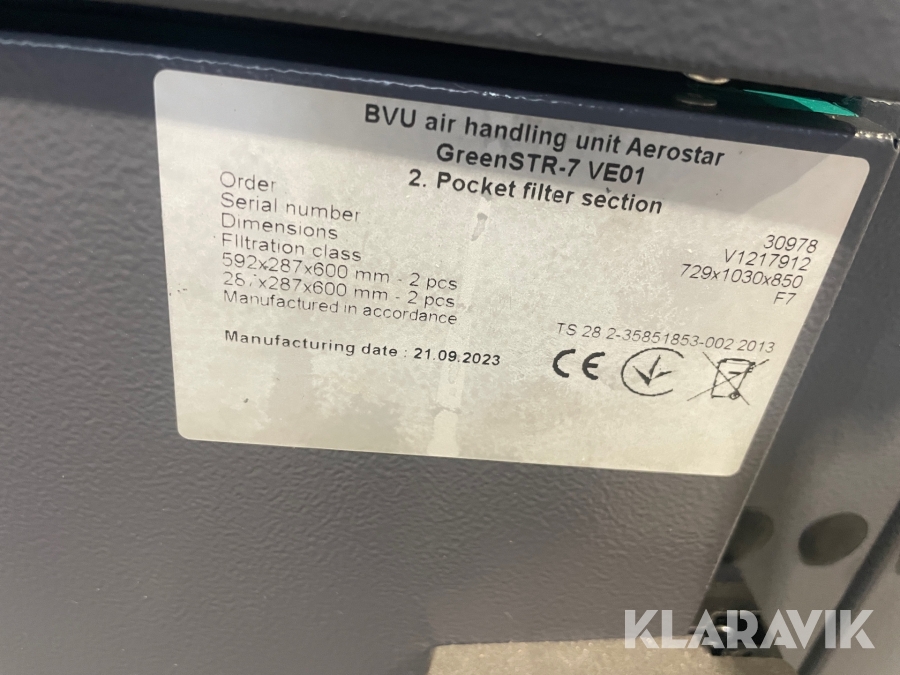 BVU air handling unit Aerostar
GreenSTR-7 VE01
2. Pocket filter section
Order 30978
Serial number V1217912
Dimensions 729x1030x850
Filtration class F7
592x287x600 mm - 2 pcs
287x287x600 mm - 2 pcs
Manufactured in accordance TS 28.2-35851853-002 2013
Manufacturing date : 21.09.2023
CE
KLARAVIK